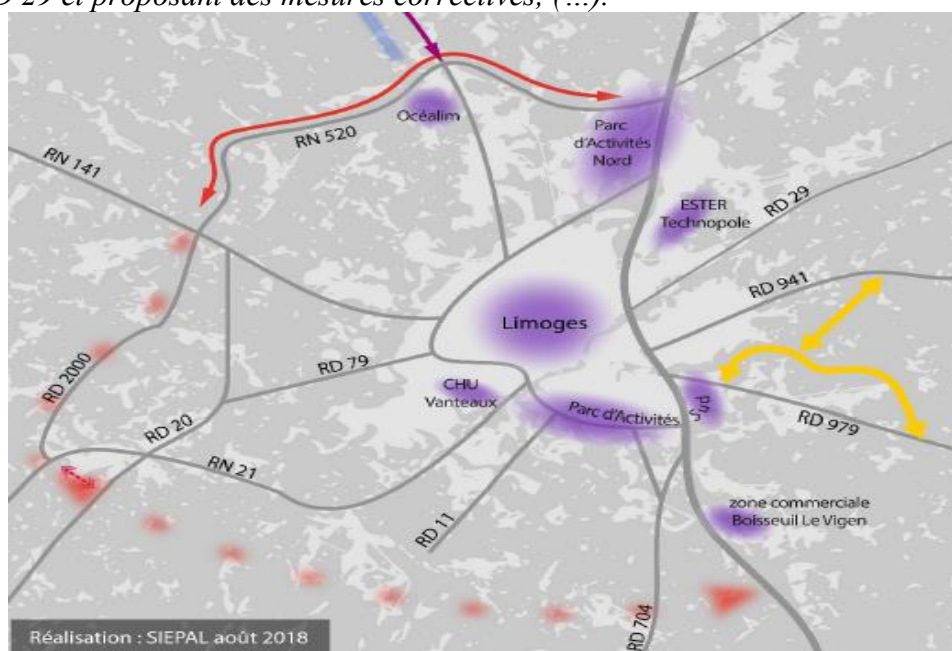 D 29 et proposant des mesures correctives, (...).
Océalim
Parc
d'Activités
Nord
RN 520
RN 141
ESTER
Technopole
RD 29
RD 941
Limoges
RD 2000
RD 79
CHU
Vanteaux
Parc d'Activités
Sud
RD 979
RD 20
RN 21
RD 11
zone commerciale
Boisseuil Le Vigen
RD 704
Réalisation : SIEPAL août 2018